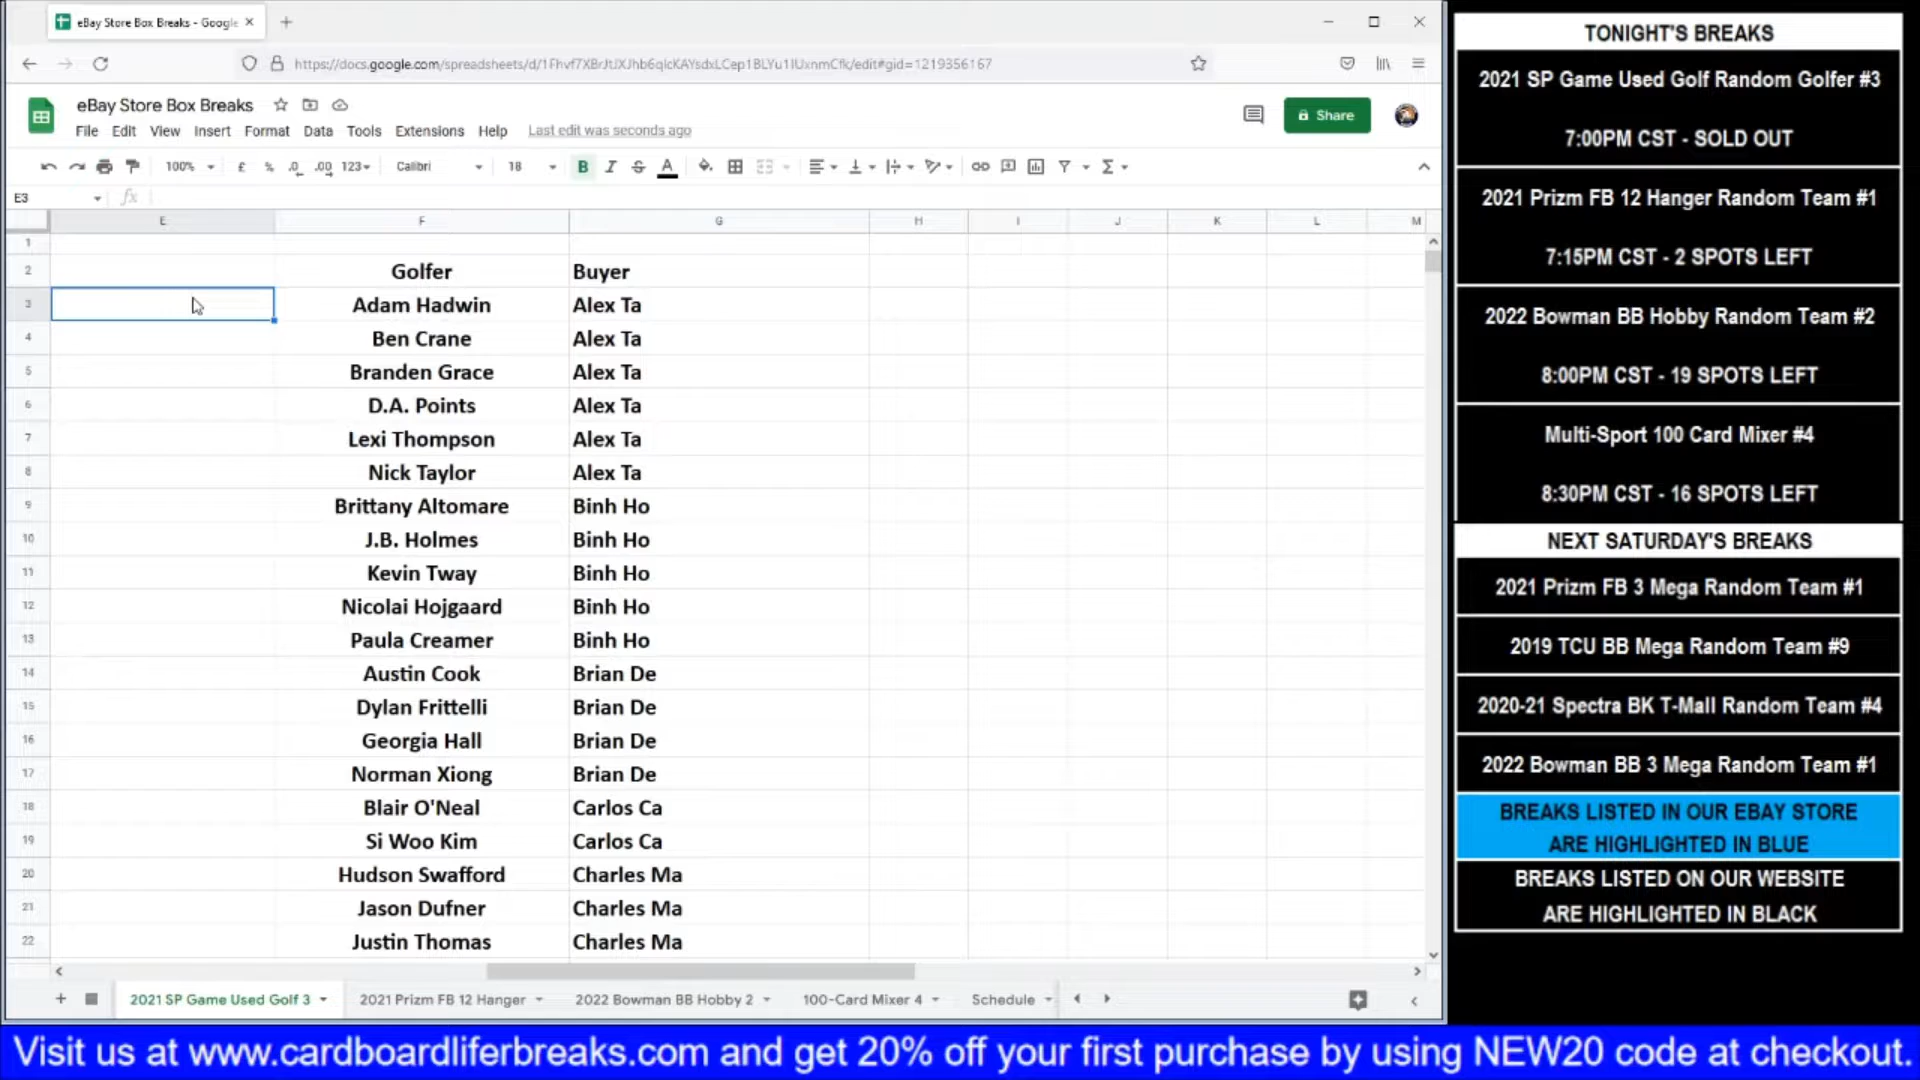 eBay Store Box Breaks - Google
https://docs.google.com/spreadsheets/d/
eBay Store Box Breaks
File Edit View Insert Format Data Tools Extensions Help Last edit was seconds ago
Share
100% £ % .0 .00 123 Calibri 18 B I S A
E3 fx
E F G H I J K L M
1
2 Golfer Buyer
3 Adam Hadwin Alex Ta
4 Ben Crane Alex Ta
5 Branden Grace Alex Ta
6 D.A. Points Alex Ta
7 Lexi Thompson Alex Ta
8 Nick Taylor Alex Ta
9 Brittany Altomare Binh Ho
10 J.B. Holmes Binh Ho
11 Kevin Tway Binh Ho
12 Nicolai Hojgaard Binh Ho
13 Paula Creamer Binh Ho
14 Austin Cook Brian De
15 Dylan Frittelli Brian De
16 Georgia Hall Brian De
17 Norman Xiong Brian De
18 Blair O'Neal Carlos Ca
19 Si Woo Kim Carlos Ca
20 Hudson Swafford Charles Ma
21 Jason Dufner Charles Ma
22 Justin Thomas Charles Ma
2021 SP Game Used Golf 3 2021 Prizm FB 12 Hanger 2022 Bowman BB Hobby 2 100-Card Mixer 4 Schedule
TONIGHT'S BREAKS
2021 SP Game Used Golf Random Golfer #3
7:00PM CST - SOLD OUT
2021 Prizm FB 12 Hanger Random Team #1
7:15PM CST - 2 SPOTS LEFT
2022 Bowman BB Hobby Random Team #2
8:00PM CST - 19 SPOTS LEFT
Multi-Sport 100 Card Mixer #4
8:30PM CST - 16 SPOTS LEFT
NEXT SATURDAY'S BREAKS
2021 Prizm FB 3 Mega Random Team #1
2019 TCU BB Mega Random Team #9
2020-21 Spectra BK T-Mall Random Team #4
2022 Bowman BB 3 Mega Random Team #1
BREAKS LISTED IN OUR EBAY STORE
ARE HIGHLIGHTED IN BLUE
BREAKS LISTED ON OUR WEBSITE
ARE HIGHLIGHTED IN BLACK
Visit us at www.cardboardliferbreaks.com and get 20% off your first purchase by using NEW20 code at checkout.